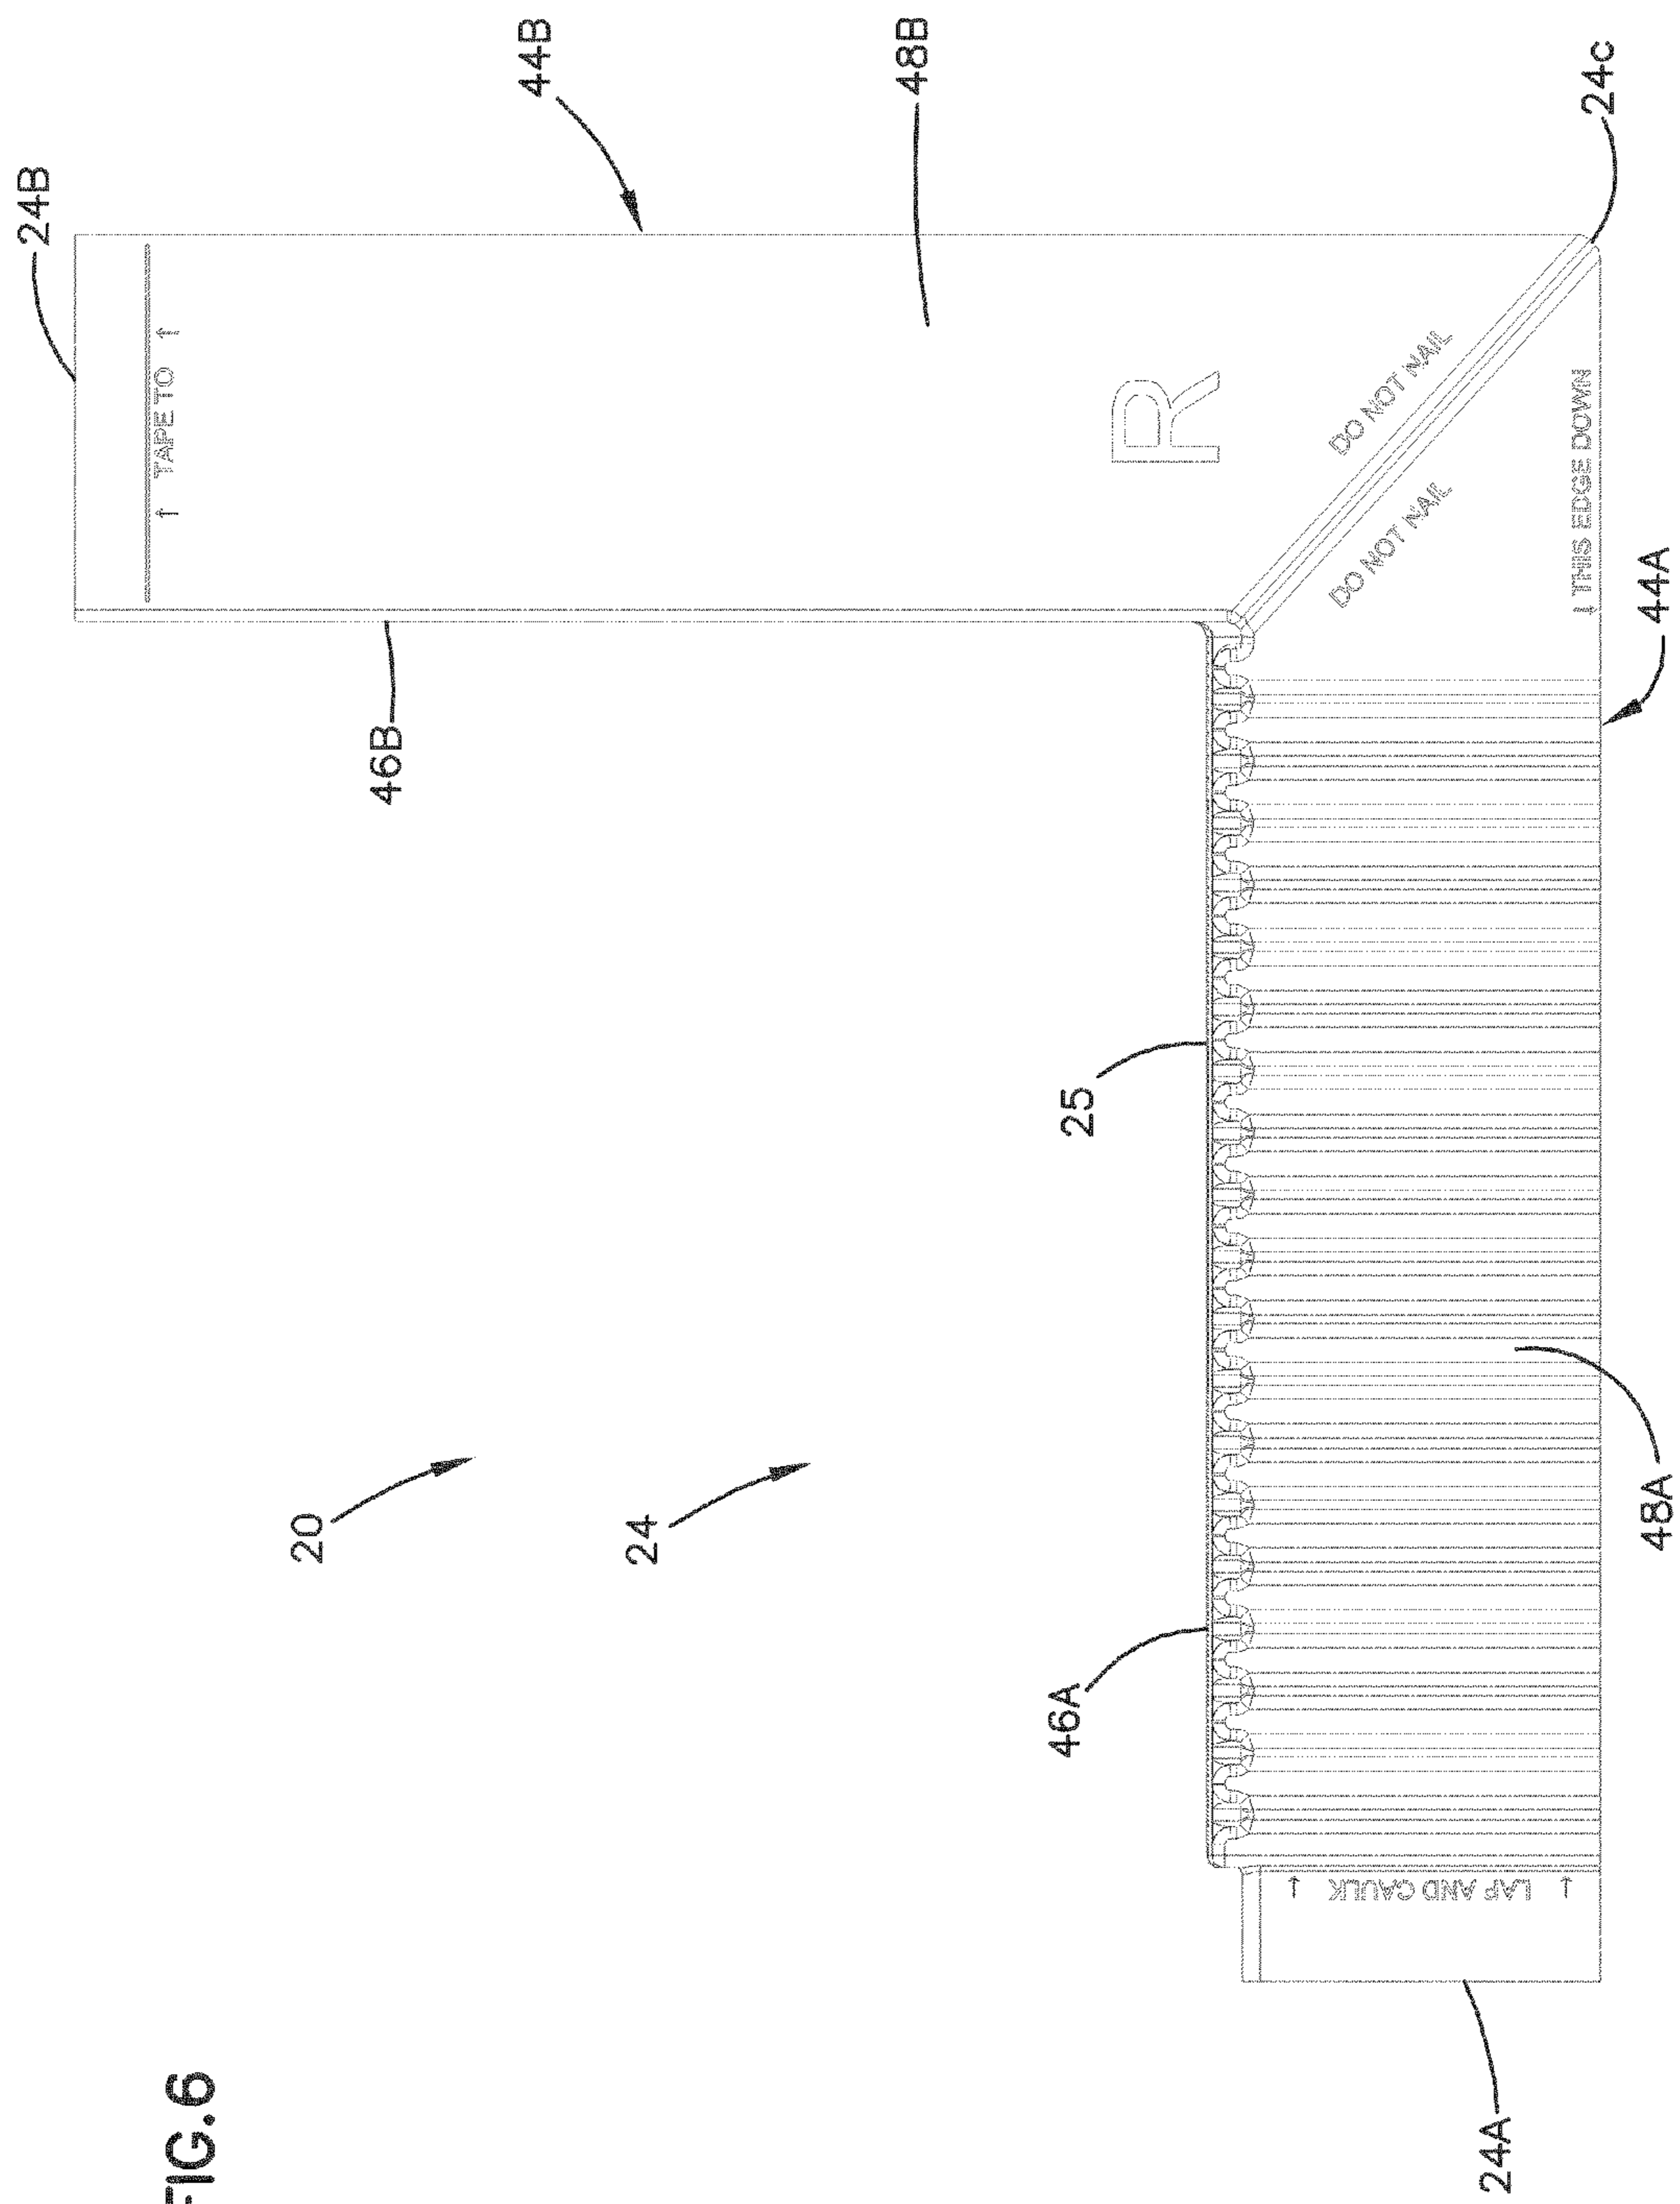 FIG.6
24B
44B
48B
24c
↑ TAPE TO ↑
R
DO NOT NAIL
DO NOT NAIL
↓ THIS EDGE DOWN
46B
44A
25
20
24
46A
48A
↑ LAP AND CAULK ↑
24A